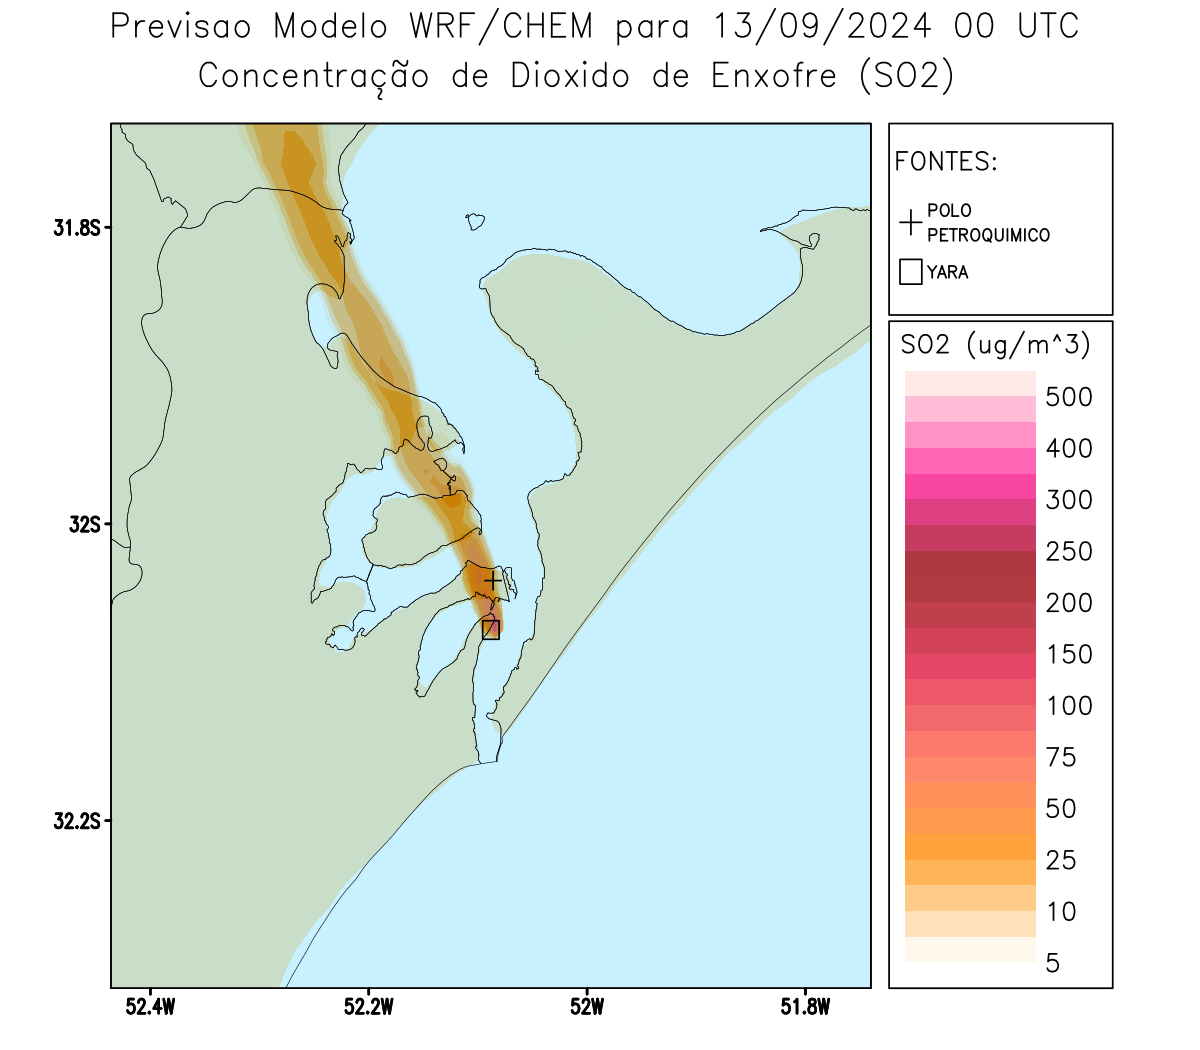 Previsao Modelo WRF/CHEM para 13/09/2024 00 UTC
Concentração de Dioxido de Enxofre (SO2)
FONTES:
POLO
PETROQUIMICO
YARA
SO2 (ug/m^3)
500
400
300
250
200
150
100
75
50
25
10
5
31.8S
32S
32.2S
52.4W
52.2W
52W
51.8W